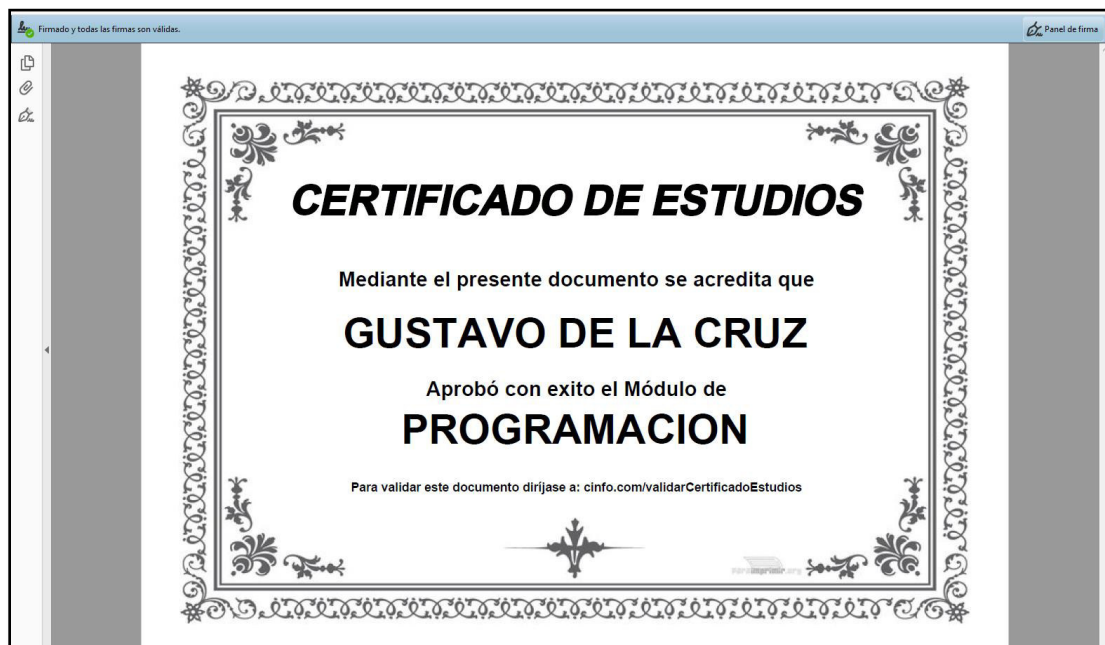 Firmado y todas las firmas son válidas.
Panel de firma
CERTIFICADO DE ESTUDIOS
Mediante el presente documento se acredita que
GUSTAVO DE LA CRUZ
Aprobó con exito el Módulo de
PROGRAMACION
Para validar este documento diríjase a: cinfo.com/validarCertificadoEstudios